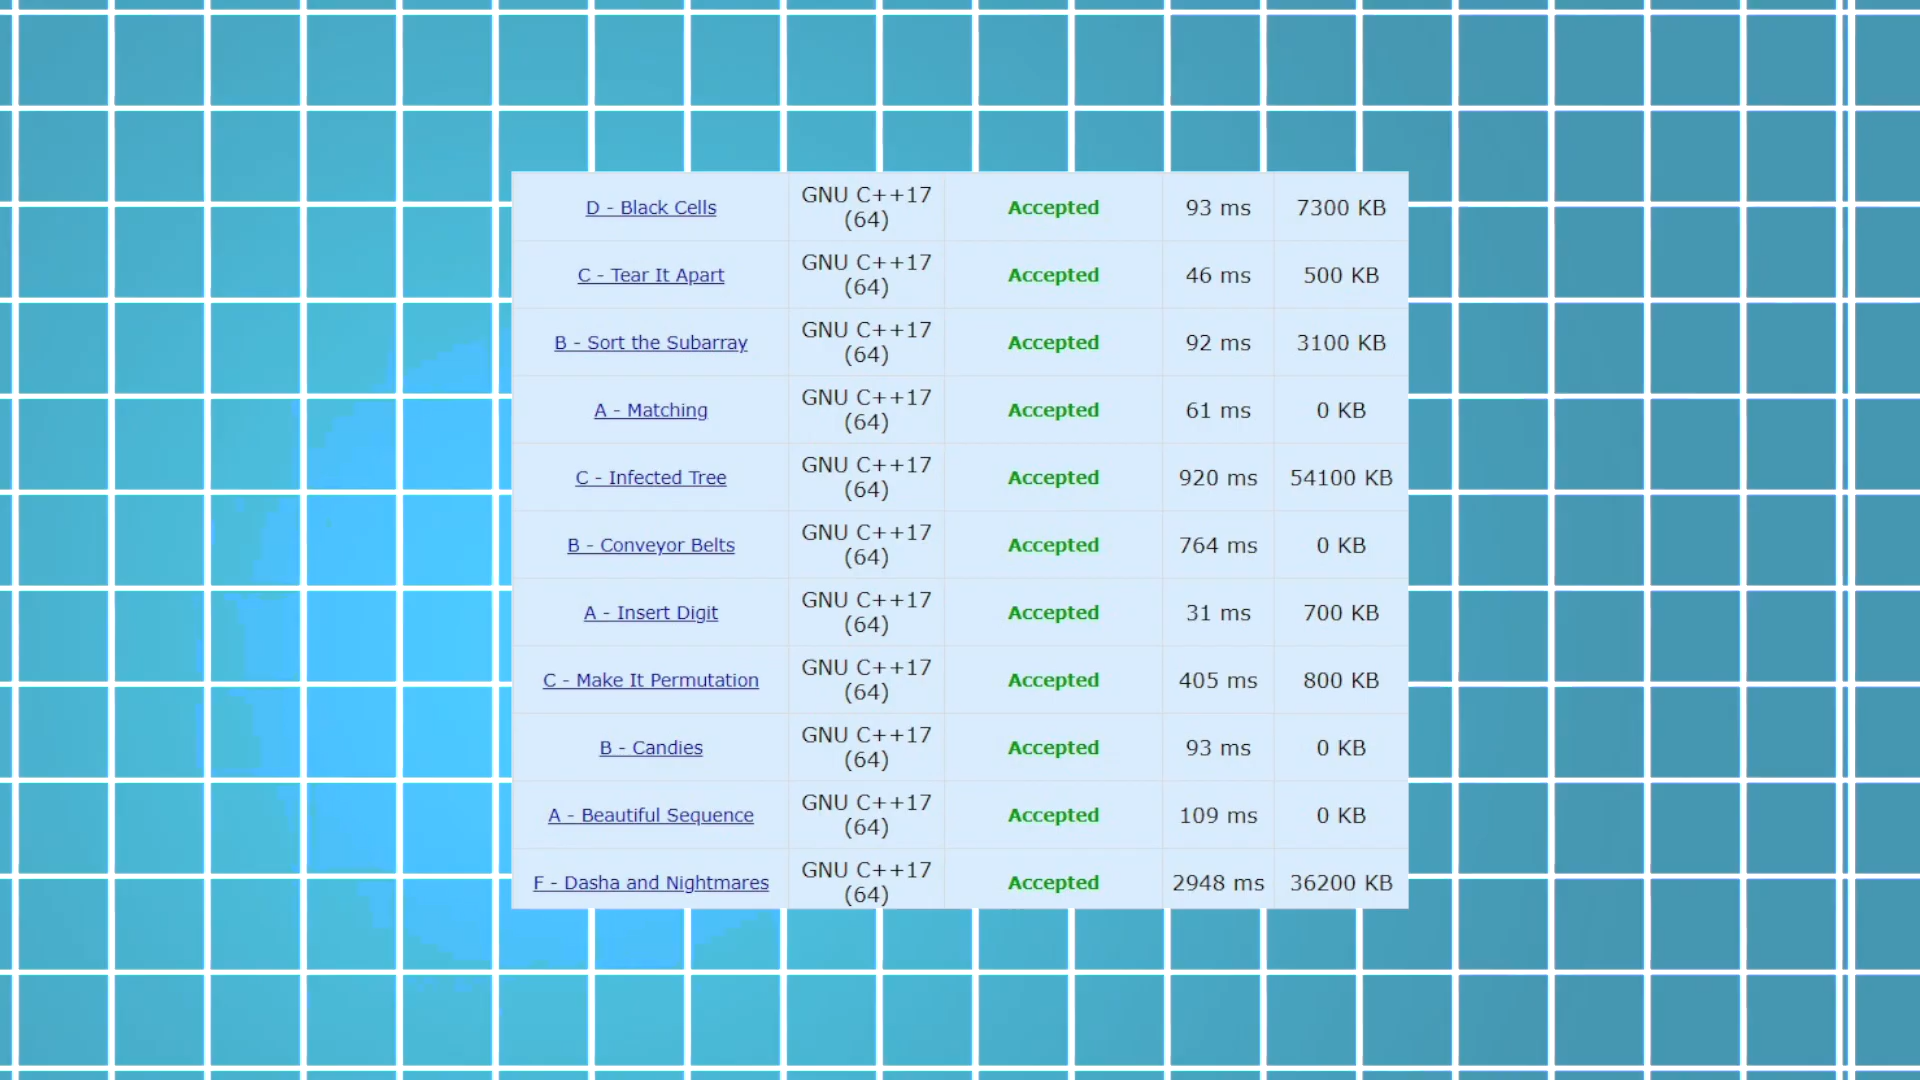 D - Black Cells GNU C++17 (64) Accepted 93 ms 7300 KB
C - Tear It Apart GNU C++17 (64) Accepted 46 ms 500 KB
B - Sort the Subarray GNU C++17 (64) Accepted 92 ms 3100 KB
A - Matching GNU C++17 (64) Accepted 61 ms 0 KB
C - Infected Tree GNU C++17 (64) Accepted 920 ms 54100 KB
B - Conveyor Belts GNU C++17 (64) Accepted 764 ms 0 KB
A - Insert Digit GNU C++17 (64) Accepted 31 ms 700 KB
C - Make It Permutation GNU C++17 (64) Accepted 405 ms 800 KB
B - Candies GNU C++17 (64) Accepted 93 ms 0 KB
A - Beautiful Sequence GNU C++17 (64) Accepted 109 ms 0 KB
F - Dasha and Nightmares GNU C++17 (64) Accepted 2948 ms 36200 KB